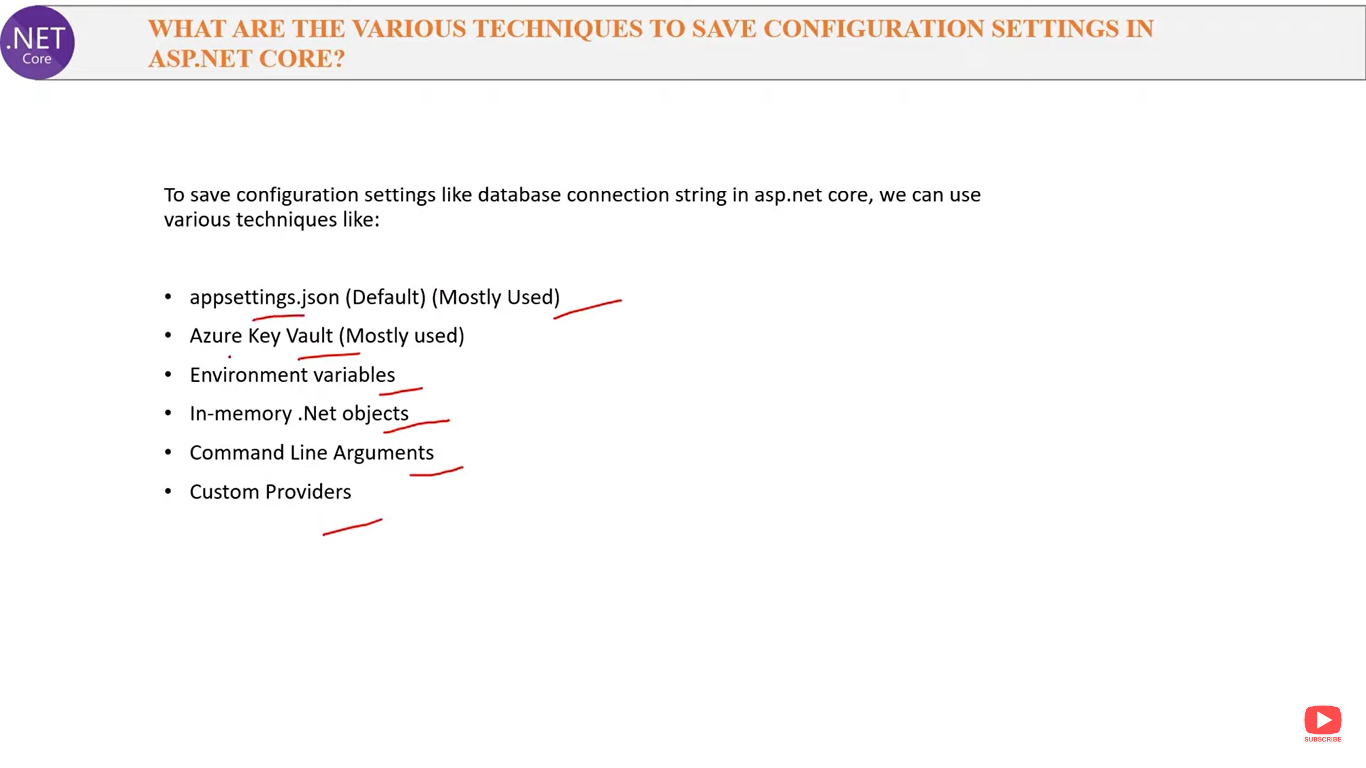 .NET
Core
WHAT ARE THE VARIOUS TECHNIQUES TO SAVE CONFIGURATION SETTINGS IN
ASP.NET CORE?
To save configuration settings like database connection string in asp.net core, we can use
various techniques like:
• appsettings.json (Default) (Mostly Used)
• Azure Key Vault (Mostly used)
• Environment variables
• In-memory .Net objects
• Command Line Arguments
• Custom Providers
SUBSCRIBE